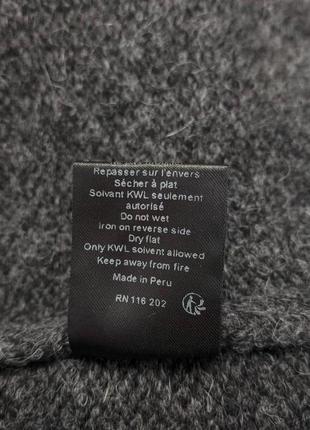 Repasser sur l'envers
Sécher à plat
Solvant KWL seulement
autorisé
Do not wet
iron on reverse side
Dry flat
Only KWL solvent allowed
Keep away from fire
Made in Peru
RN 116 202